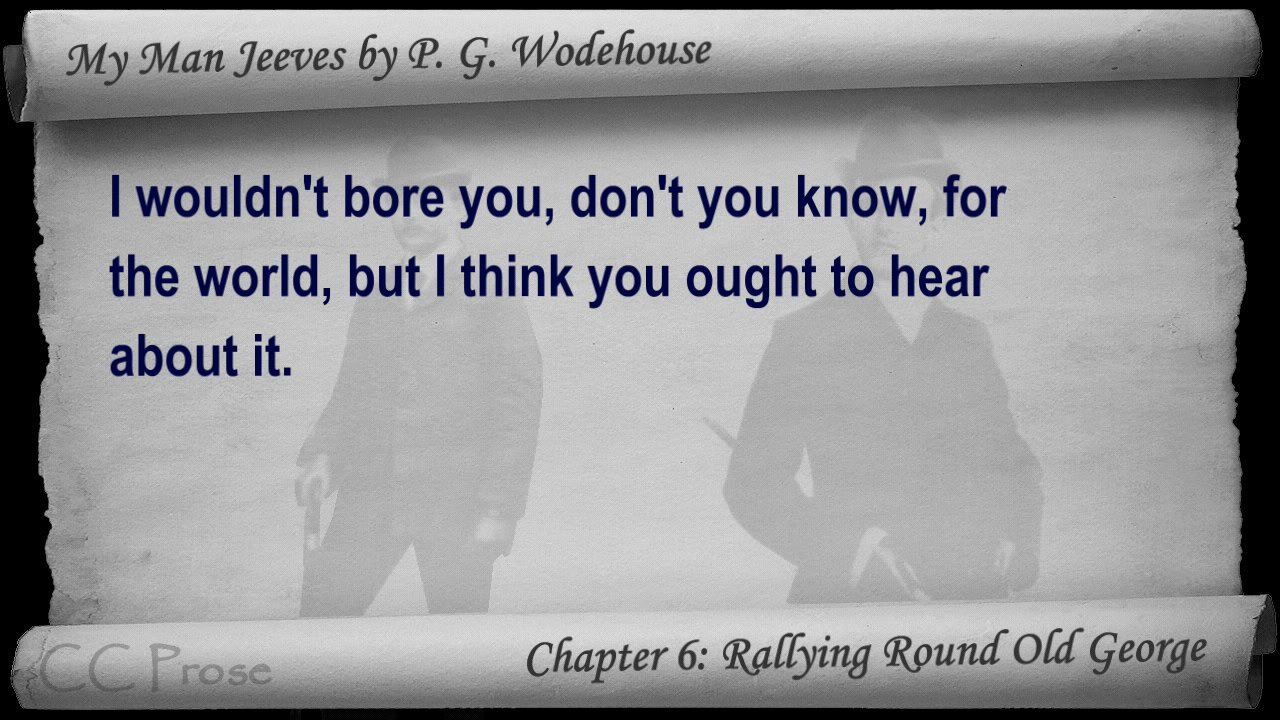 My Man Jeeves by P. G. Wodehouse
I wouldn't bore you, don't you know, for
the world, but I think you ought to hear
about it.
CC Prose
Chapter 6: Rallying Round Old George